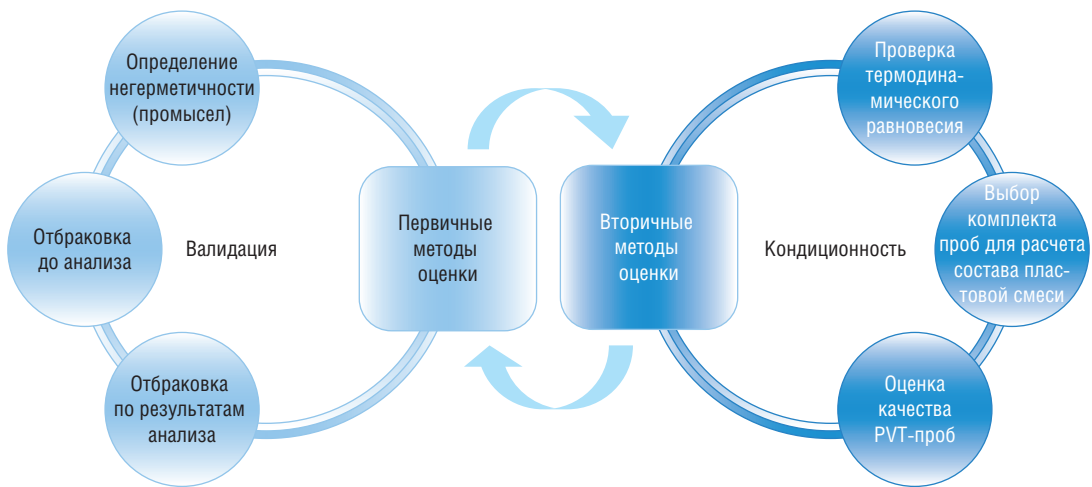 Определение
негерметичности
(промысел)
Отбраковка
до анализа
Отбраковка
по результатам
анализа
Валидация
Первичные
методы
оценки
Вторичные
методы
оценки
Кондиционность
Проверка
термодина-
мического
равновесия
Выбор
комплекта
проб для расчета
состава плас-
товой смеси
Оценка
качества
PVT-проб